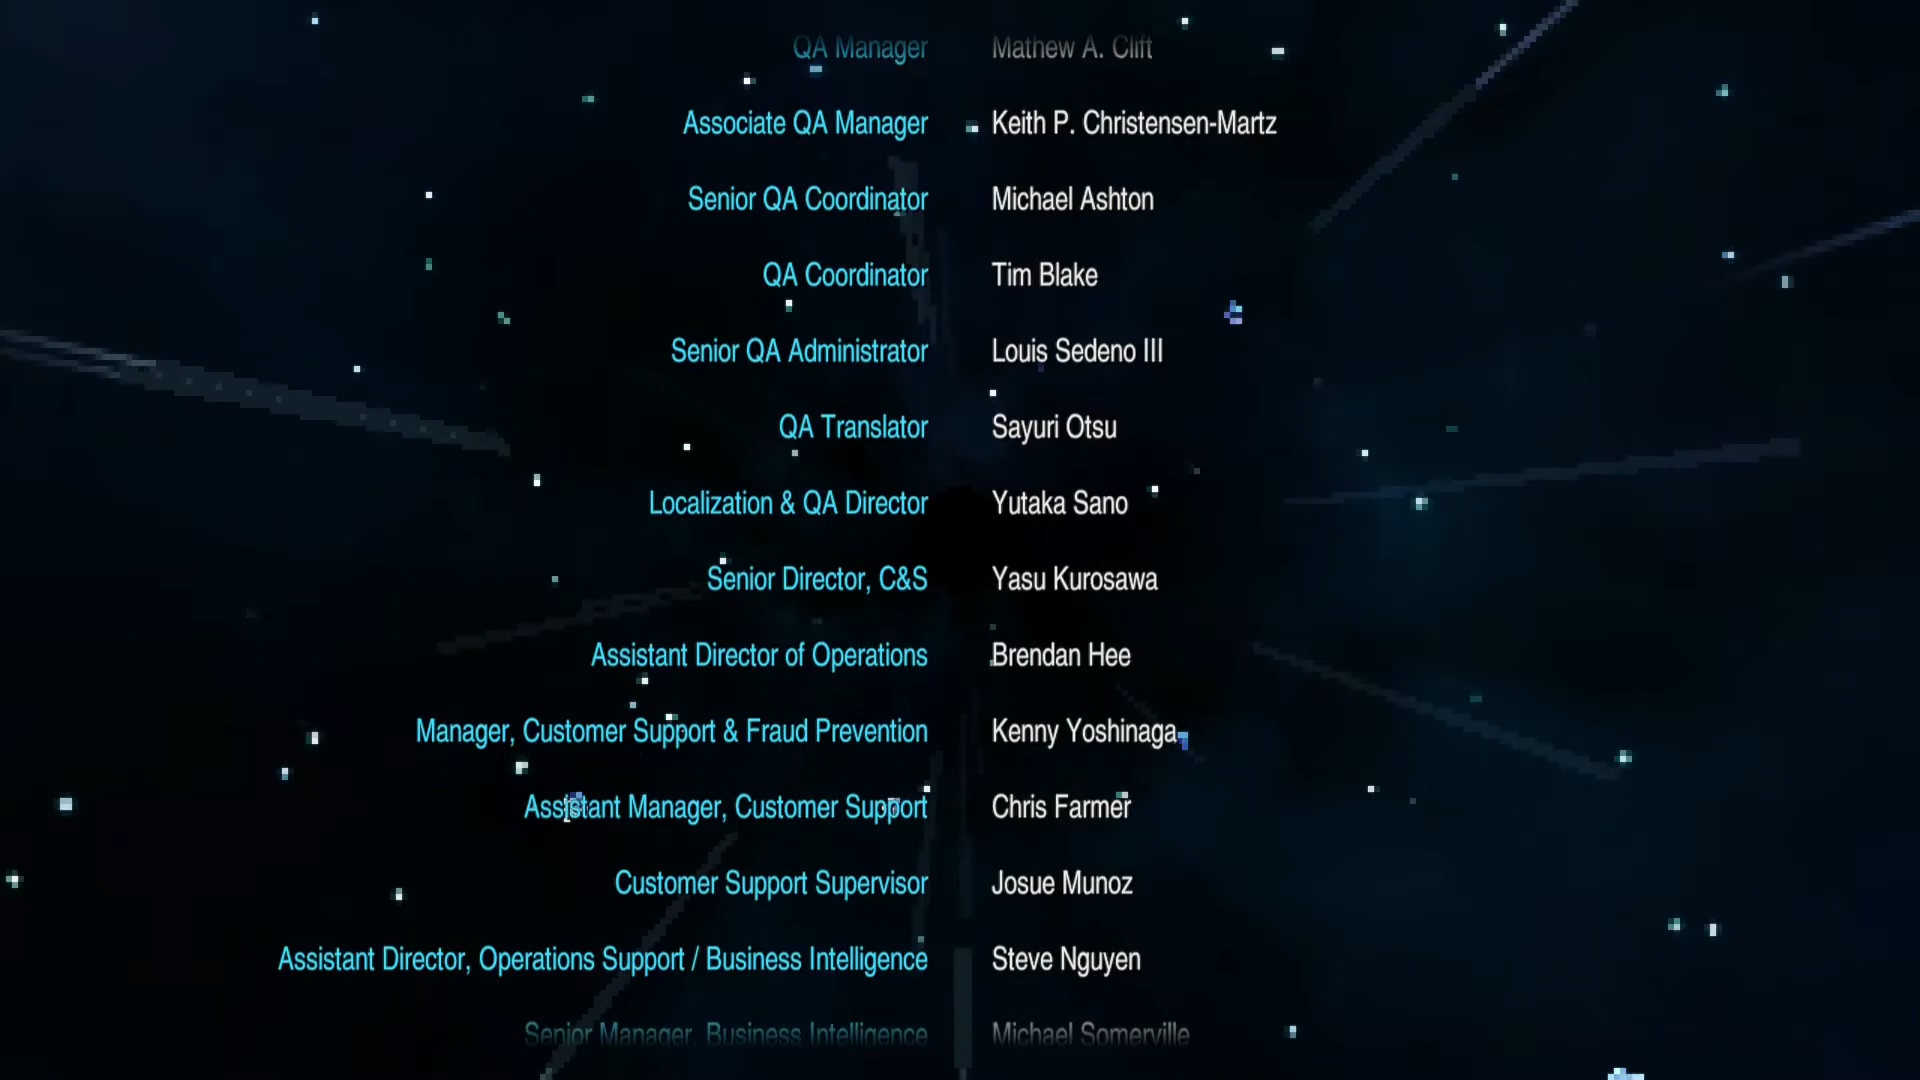 QA Manager Mathew A. Clift
Associate QA Manager Keith P. Christensen-Martz
Senior QA Coordinator Michael Ashton
QA Coordinator Tim Blake
Senior QA Administrator Louis Sedeno III
QA Translator Sayuri Otsu
Localization & QA Director Yutaka Sano
Senior Director, C&S Yasu Kurosawa
Assistant Director of Operations Brendan Hee
Manager, Customer Support & Fraud Prevention Kenny Yoshinaga
Assistant Manager, Customer Support Chris Farmer
Customer Support Supervisor Josue Munoz
Assistant Director, Operations Support / Business Intelligence Steve Nguyen
Senior Manager, Business Intelligence Michael Somerville